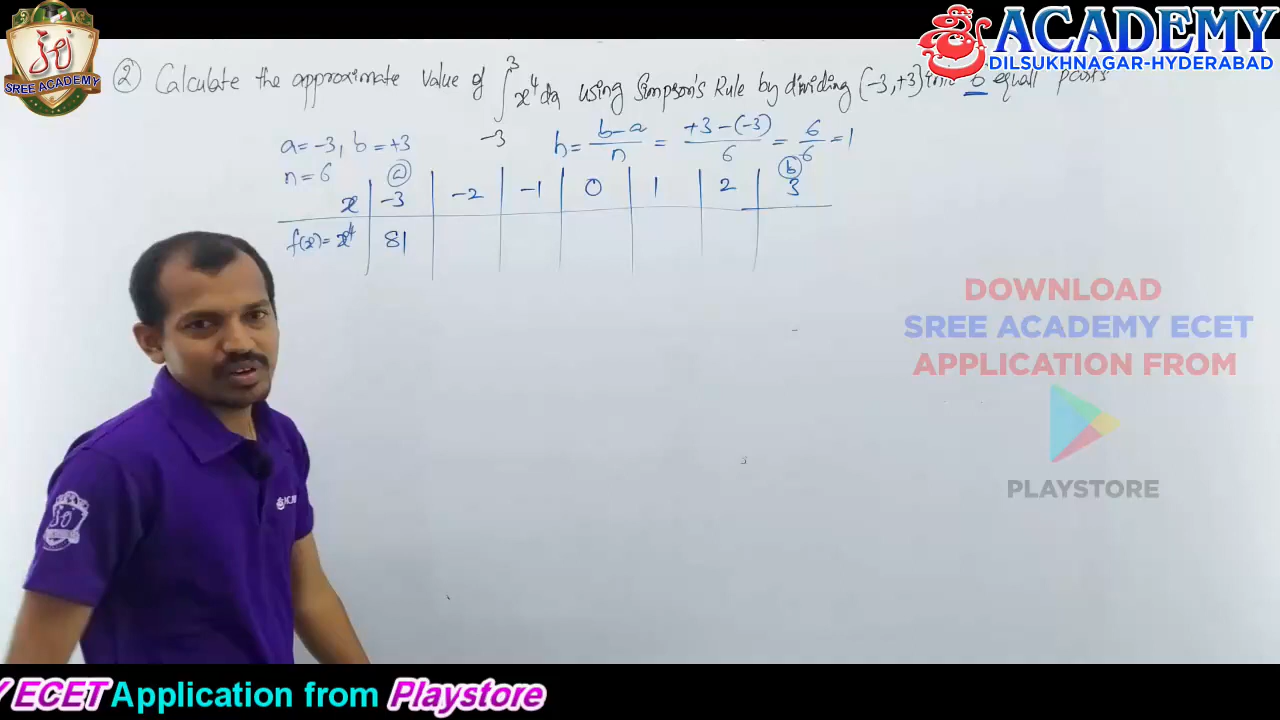 SREE ACADEMY
ACADEMY
DILSUKHNAGAR-HYDERABAD
② Calculate the approximate value of ∫₋₃³ x⁴ dx using Simpson's Rule by dividing (-3,+3) into 6 equal parts
a=-3, b=+3
n=6
h= b-a/n = +3-(-3)/6 = 6/6 =1
(a) (b)
x | -3 | -2 | -1 | 0 | 1 | 2 | 3
f(x)= x⁴ | 81
DOWNLOAD
SREE ACADEMY ECET
APPLICATION FROM
PLAYSTORE
Y ECET Application from Playstore